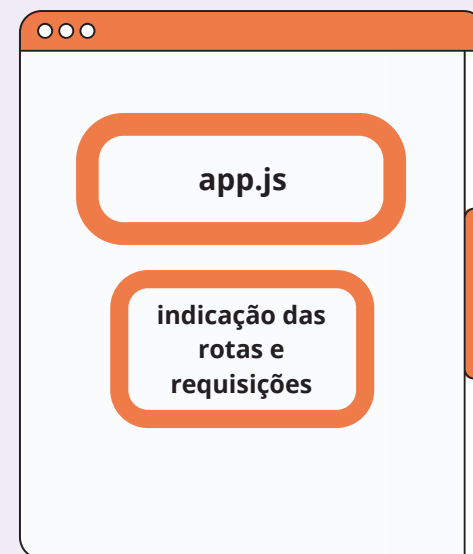 app.js
indicação das
rotas e
requisições